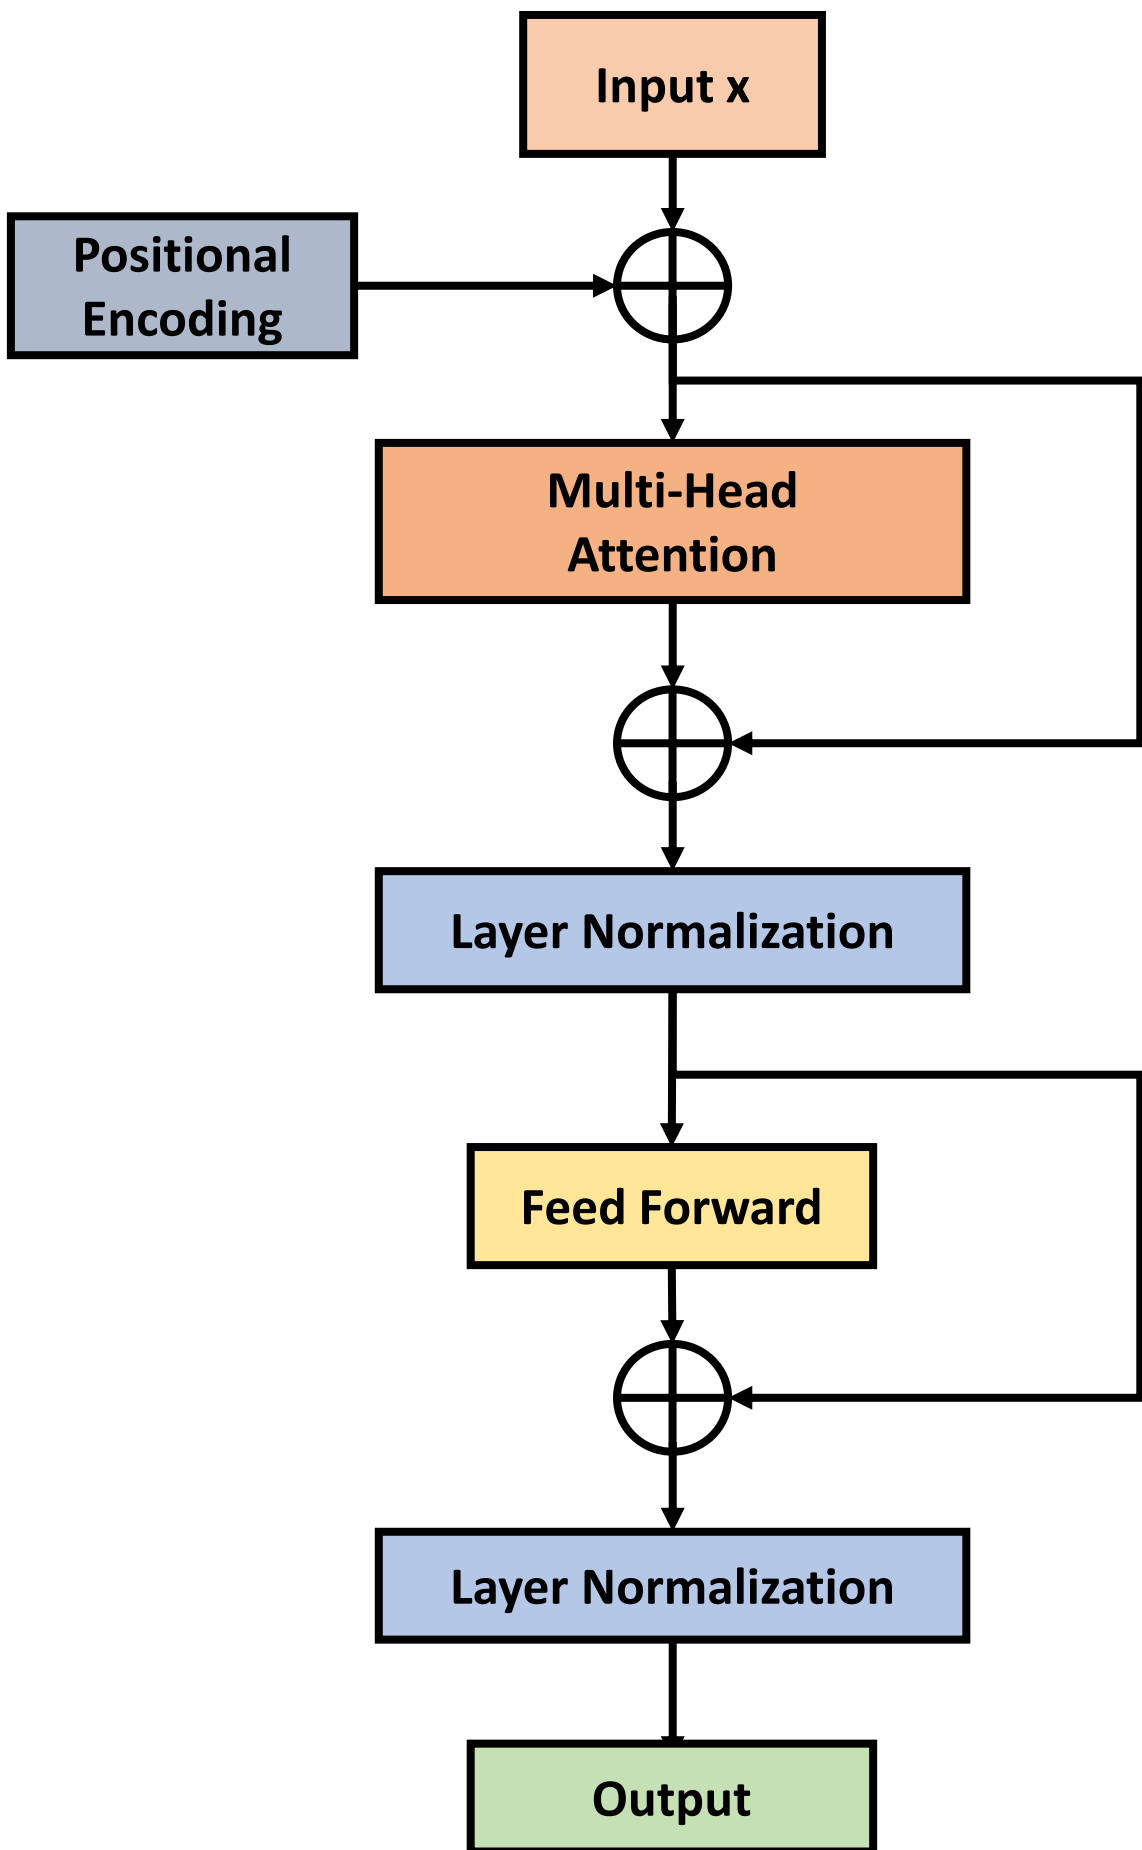 Input x
Positional
Encoding
Multi-Head
Attention
Layer Normalization
Feed Forward
Layer Normalization
Output